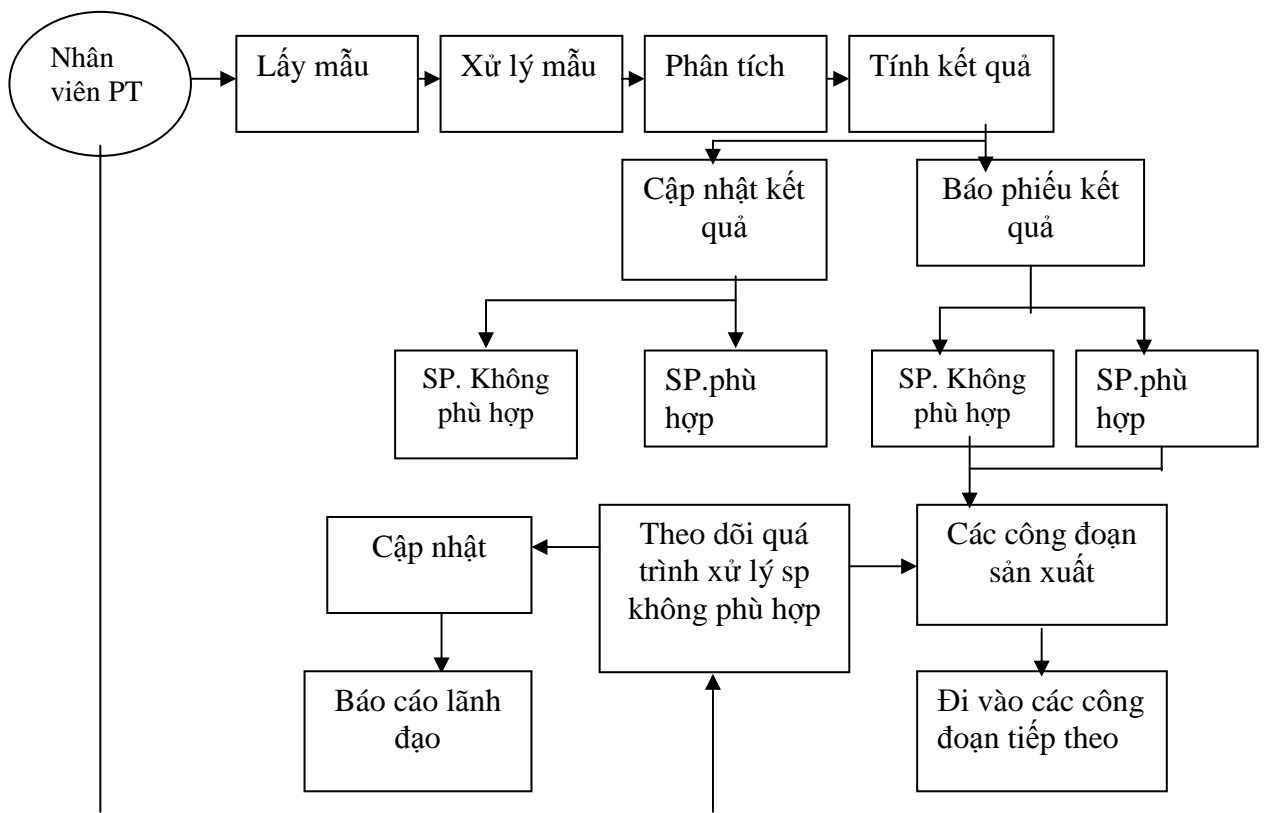 Nhân
viên PT
Lấy mẫu
Xử lý mẫu
Phân tích
Tính kết quả
Cập nhật kết
quả
Báo phiếu kết
quả
SP. Không
phù hợp
SP.phù
hợp
SP. Không
phù hợp
SP.phù
hợp
Cập nhật
Theo dõi quá
trình xử lý sp
không phù hợp
Các công đoạn
sản xuất
Báo cáo lãnh
đạo
Đi vào các công
đoạn tiếp theo